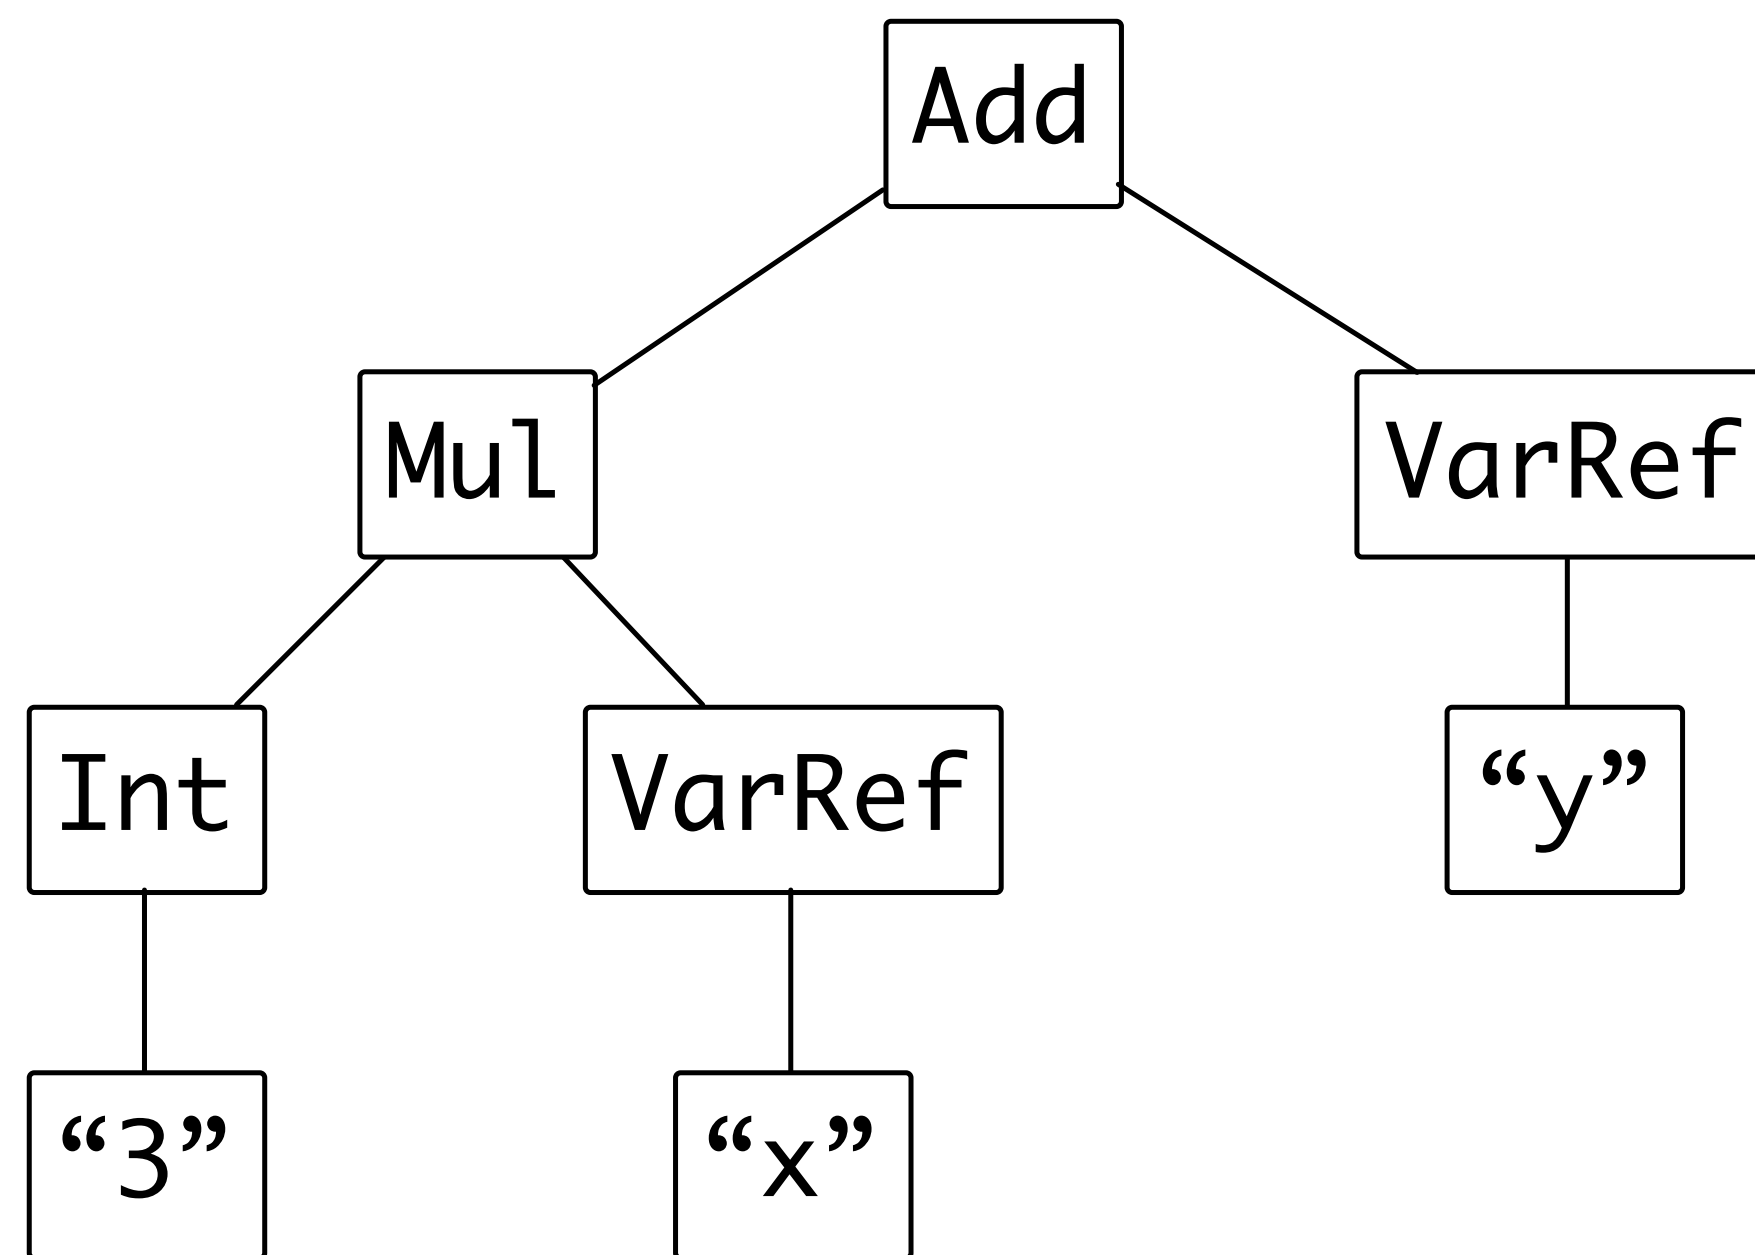 Add
Mul
VarRef
Int
VarRef
“y”
“3”
“x”